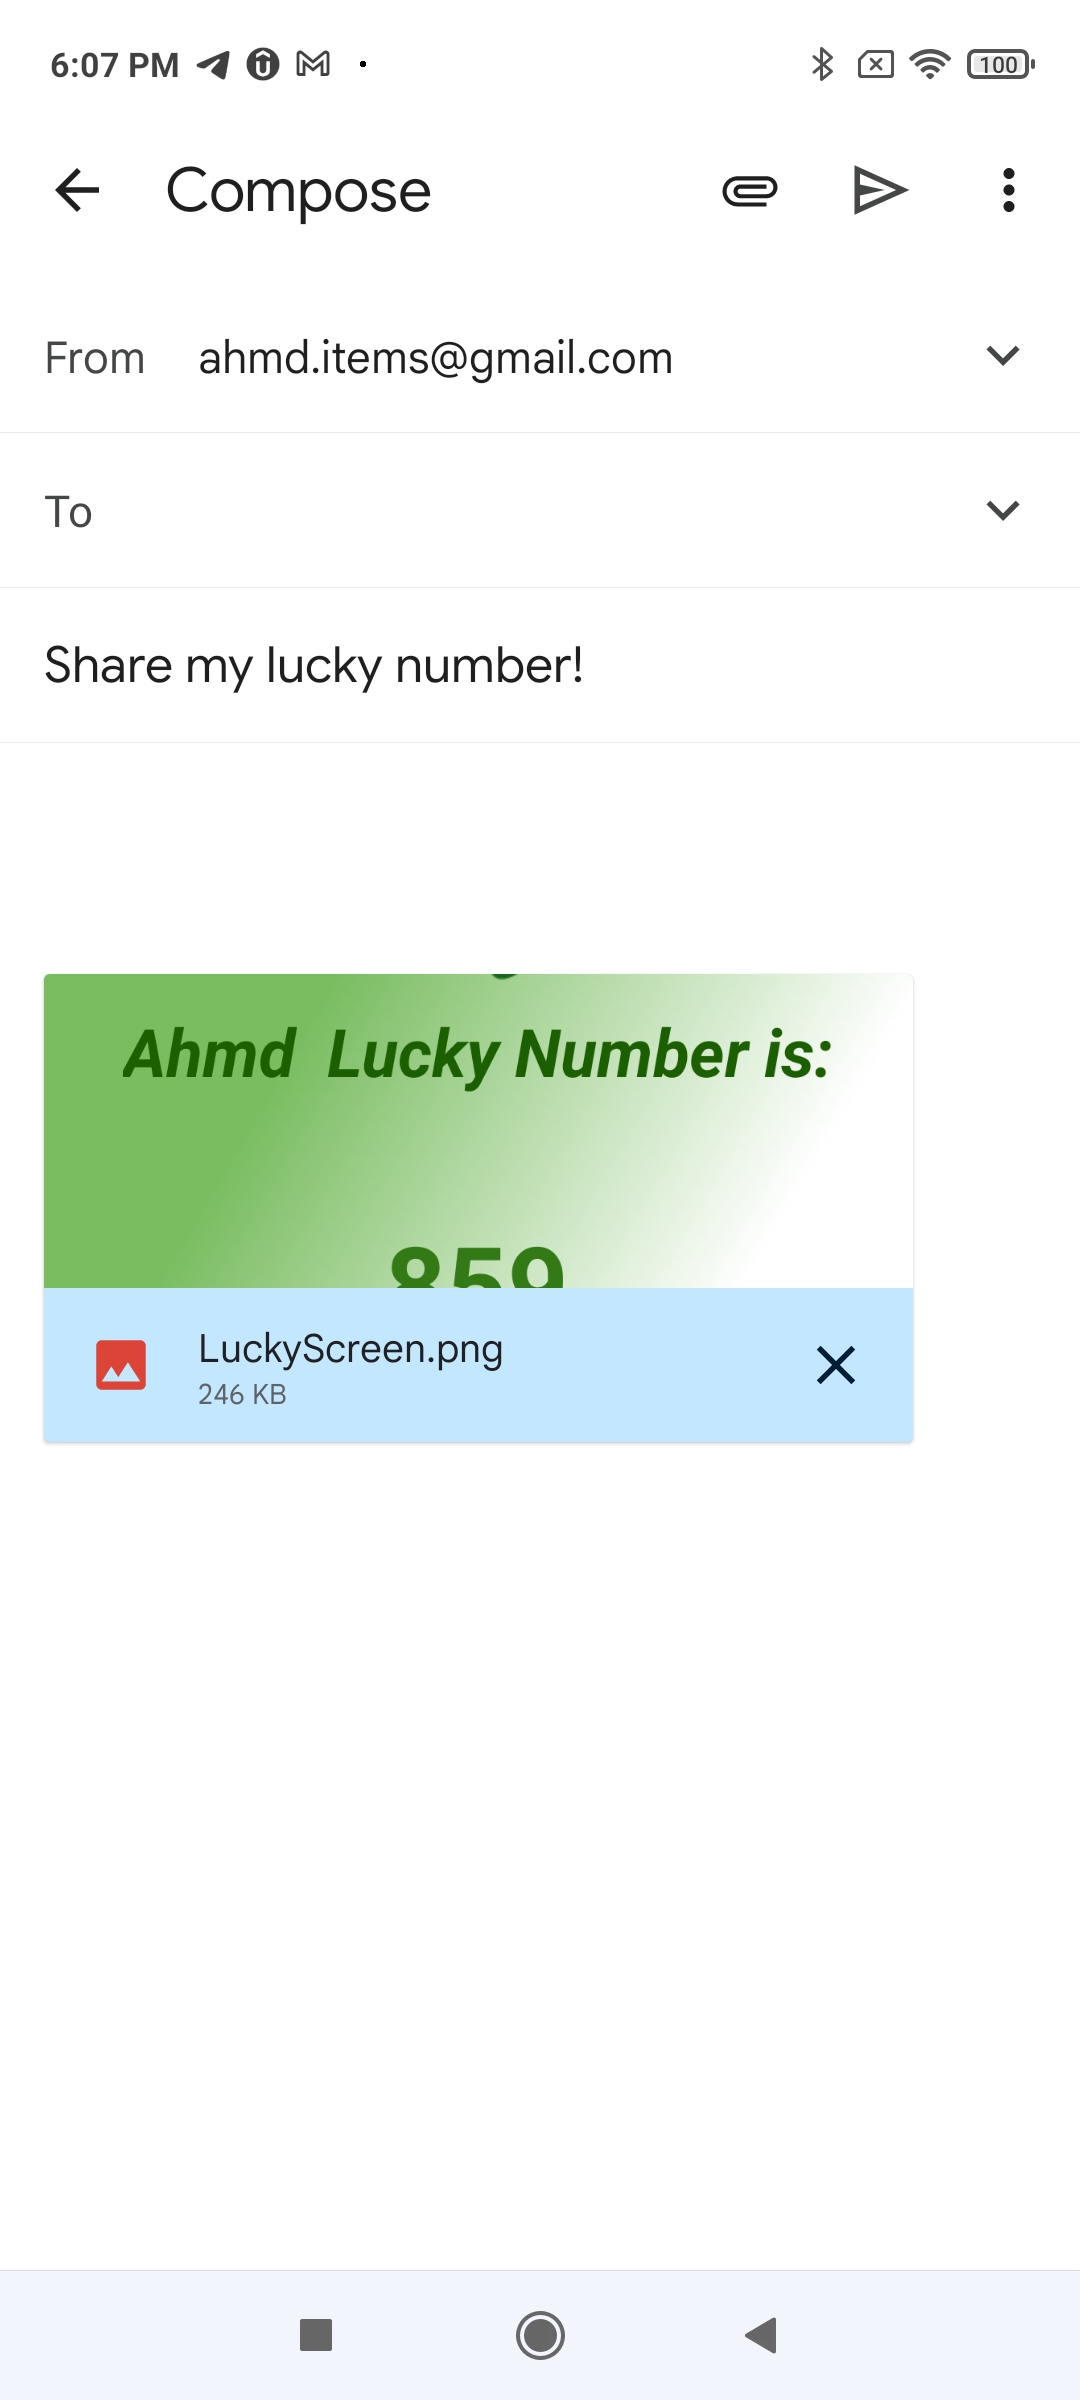 6:07 PM
100
Compose
From ahmd.items@gmail.com
To
Share my lucky number!
Ahmd Lucky Number is:
859
LuckyScreen.png
246 KB